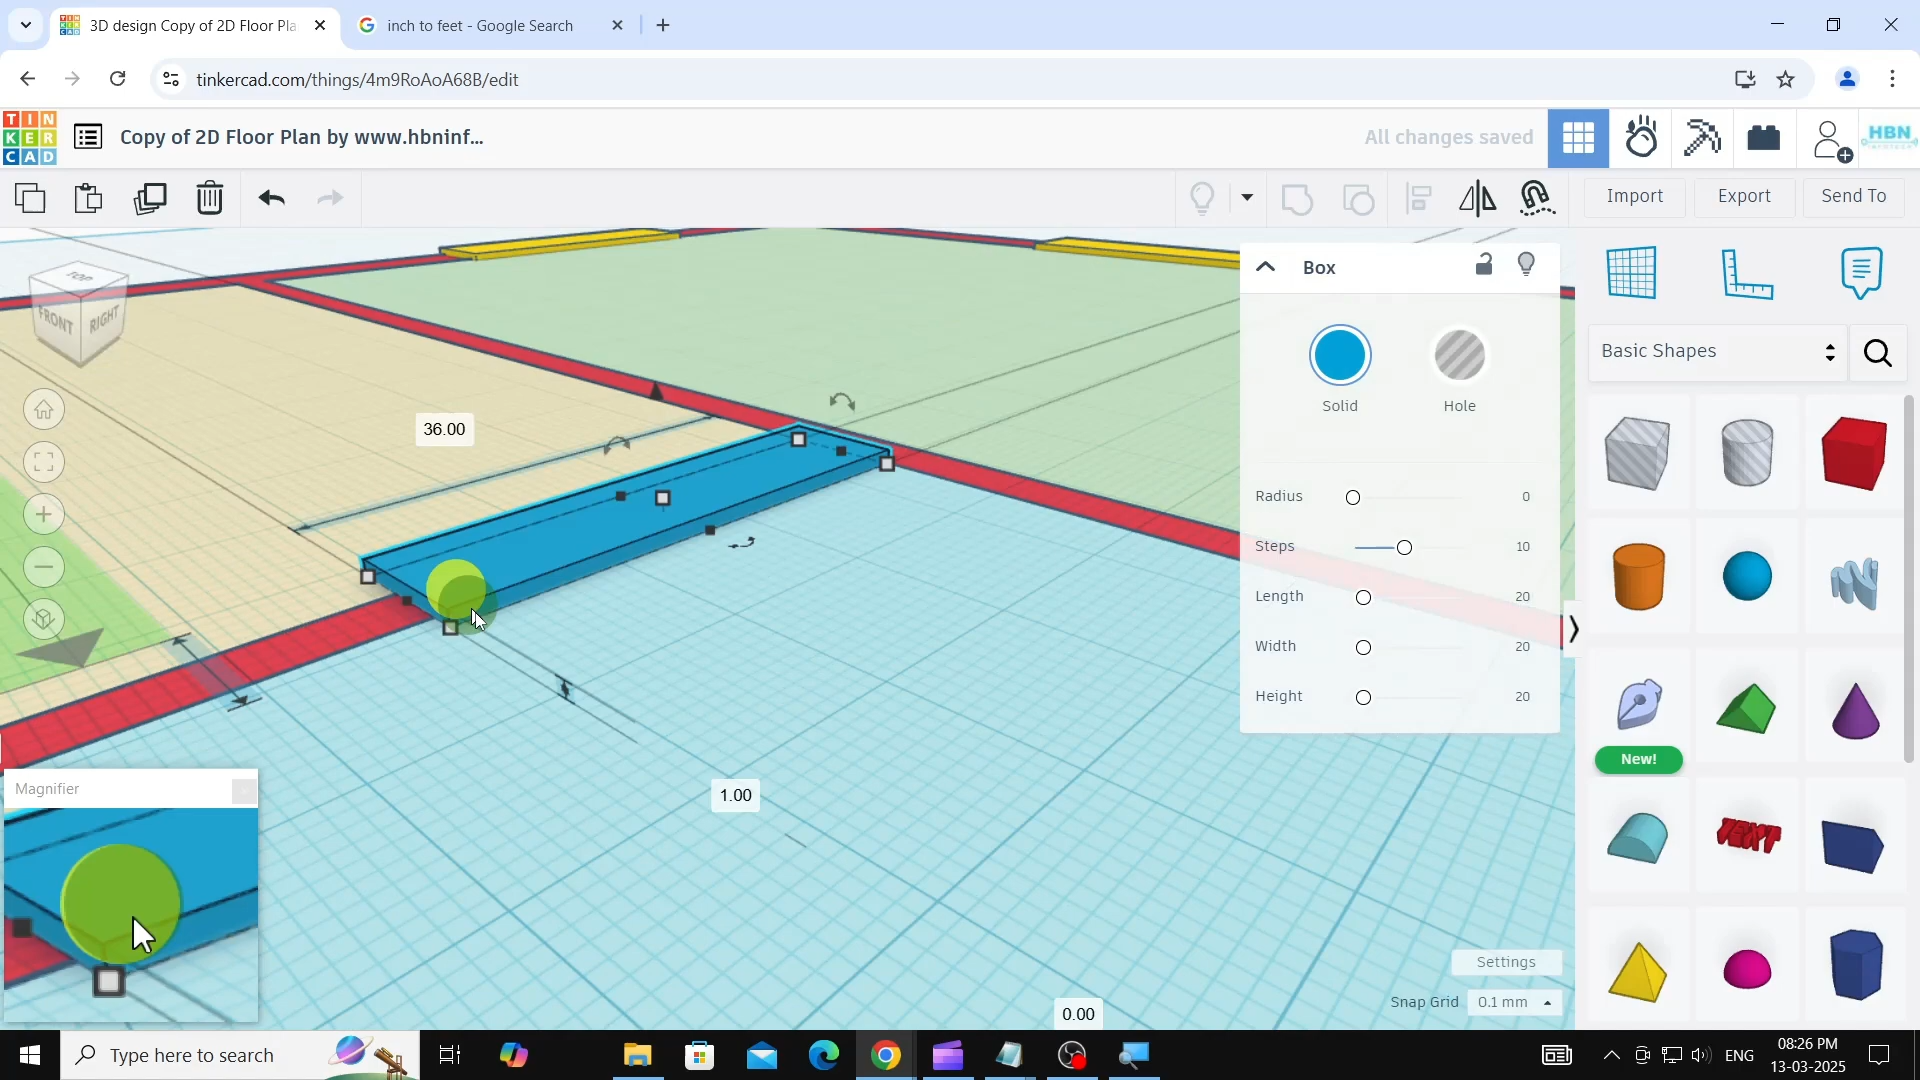 3D design Copy of 2D Floor Pla
inch to feet - Google Search
tinkercad.com/things/4m9RoAoA68B/edit
TIN
KER
CAD
Copy of 2D Floor Plan by www.hbninf...
All changes saved
HBN
Import
Export
Send To
TOP
FRONT
RIGHT
Box
Solid
Hole
Radius 0
Steps 10
Length 20
Width 20
Height 20
36.00
1.00
0.00
Basic Shapes
New!
TEXT
Magnifier
Settings
Snap Grid 0.1 mm
Type here to search
ENG
08:26 PM
13-03-2025